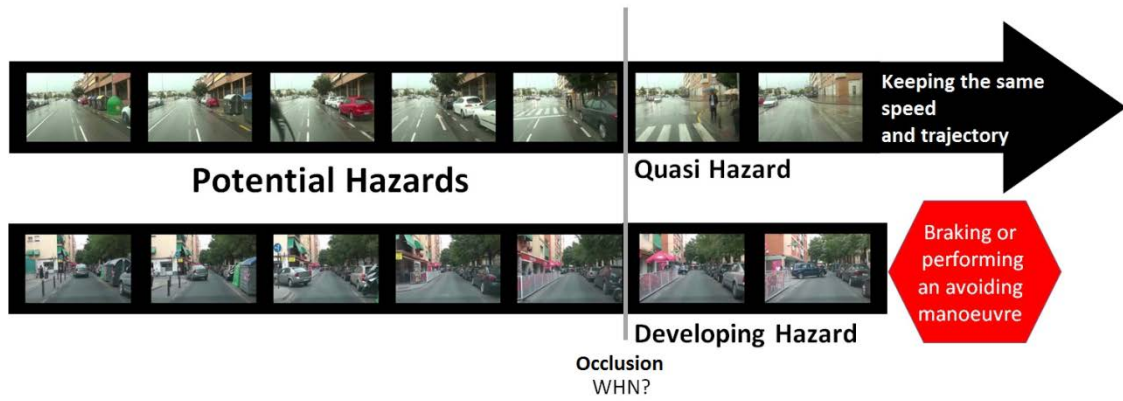 Keeping the same
speed
and trajectory
Potential Hazards
Quasi Hazard
Braking or
performing
an avoiding
manoeuvre
Developing Hazard
Occlusion
WHN?